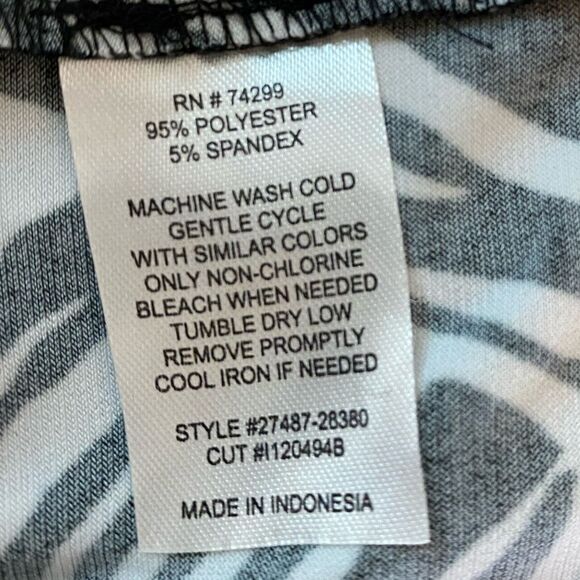 RN # 74299
95% POLYESTER
5% SPANDEX
MACHINE WASH COLD
GENTLE CYCLE
WITH SIMILAR COLORS
ONLY NON-CHLORINE
BLEACH WHEN NEEDED
TUMBLE DRY LOW
REMOVE PROMPTLY
COOL IRON IF NEEDED
STYLE #27487-28380
CUT #I120494B
MADE IN INDONESIA